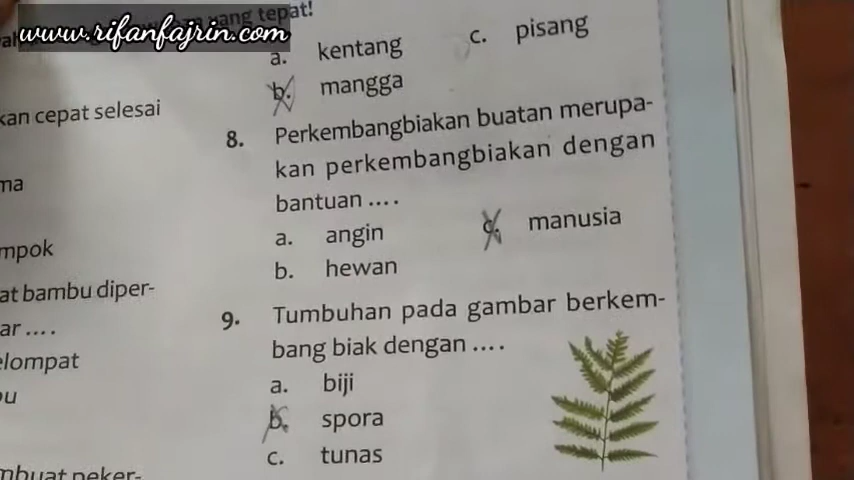 www.rifanfajrin.com
yang tepat!
kan cepat selesai
ma
mpok
at bambu diper-
ar ....
elompat
pu
mbuat peker-
a. kentang
b. mangga
c. pisang
8. Perkembangbiakan buatan merupa-
kan perkembangbiakan dengan
bantuan ....
a. angin
b. hewan
c. manusia
9. Tumbuhan pada gambar berkem-
bang biak dengan ....
a. biji
b. spora
c. tunas